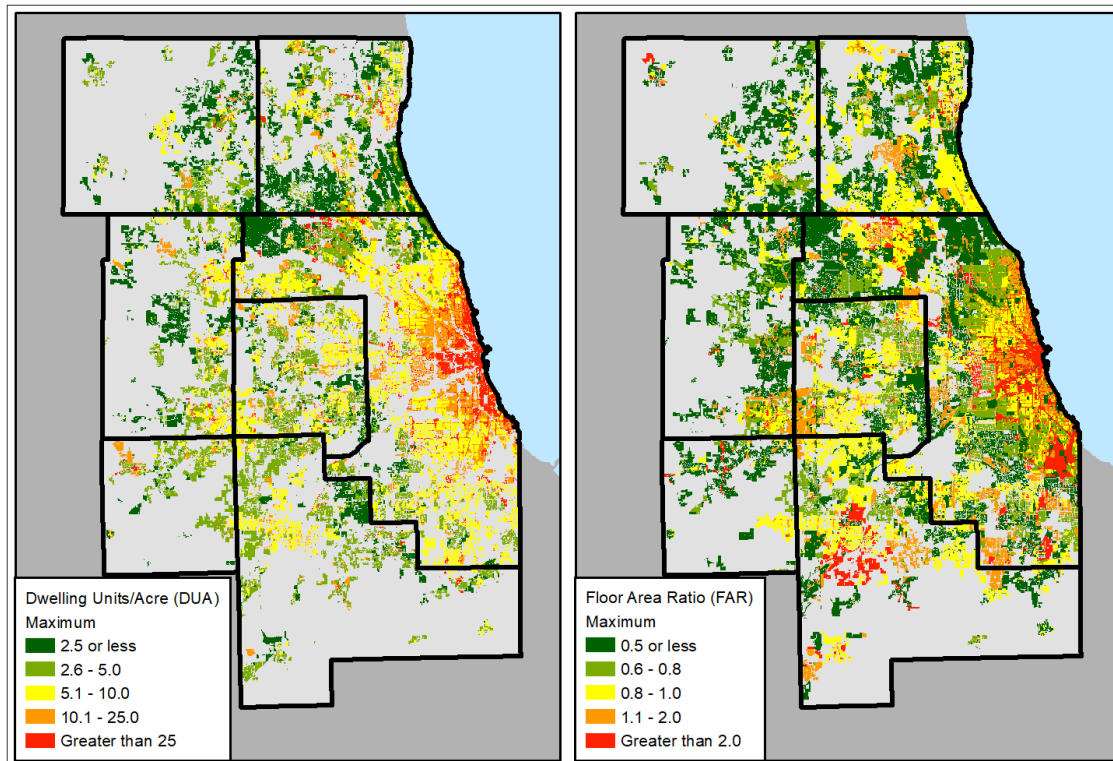 Dwelling Units/Acre (DUA)
Maximum
2.5 or less
2.6 - 5.0
5.1 - 10.0
10.1 - 25.0
Greater than 25
Floor Area Ratio (FAR)
Maximum
0.5 or less
0.6 - 0.8
0.8 - 1.0
1.1 - 2.0
Greater than 2.0